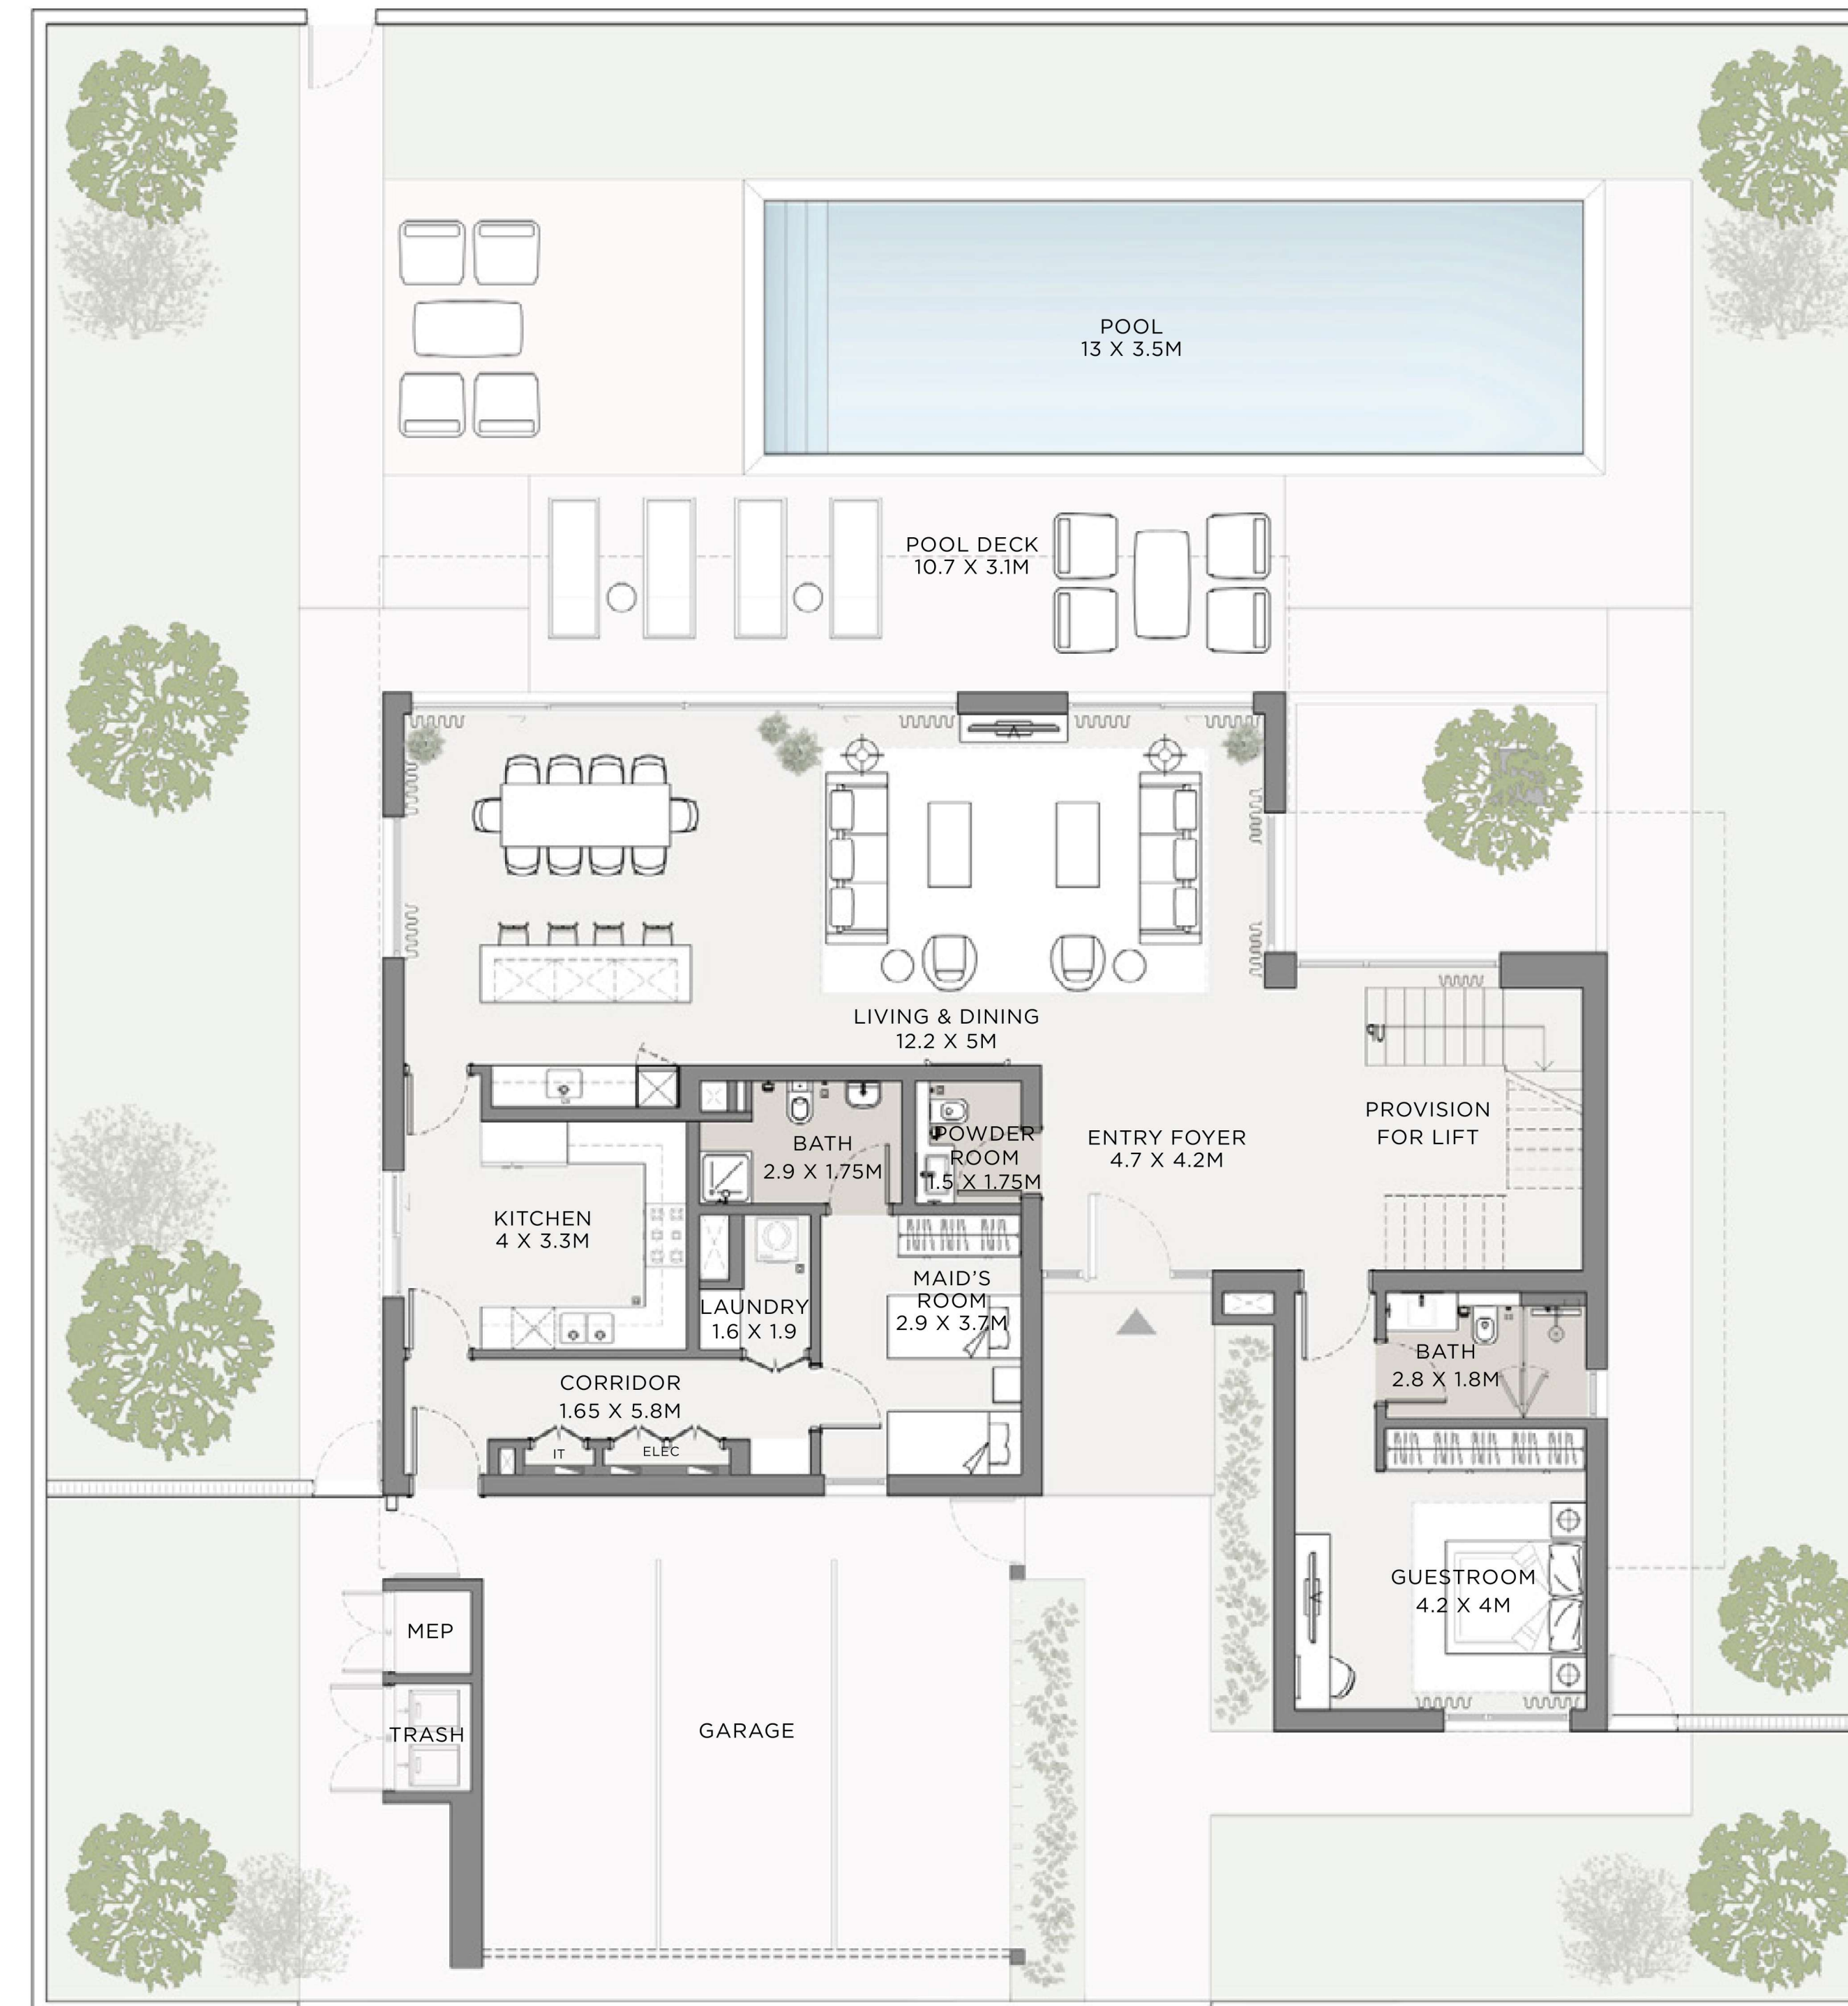 POOL
13 X 3.5M
POOL DECK
10.7 X 3.1M
LIVING & DINING
12.2 X 5M
PROVISION
FOR LIFT
ENTRY FOYER
4.7 X 4.2M
POWDER
ROOM
1.5 X 1.75M
BATH
2.9 X 1.75M
KITCHEN
4 X 3.3M
MAID'S
ROOM
2.9 X 3.7M
LAUNDRY
1.6 X 1.9
BATH
2.8 X 1.8M
CORRIDOR
1.65 X 5.8M
IT
ELEC
GUESTROOM
4.2 X 4M
MEP
TRASH
GARAGE